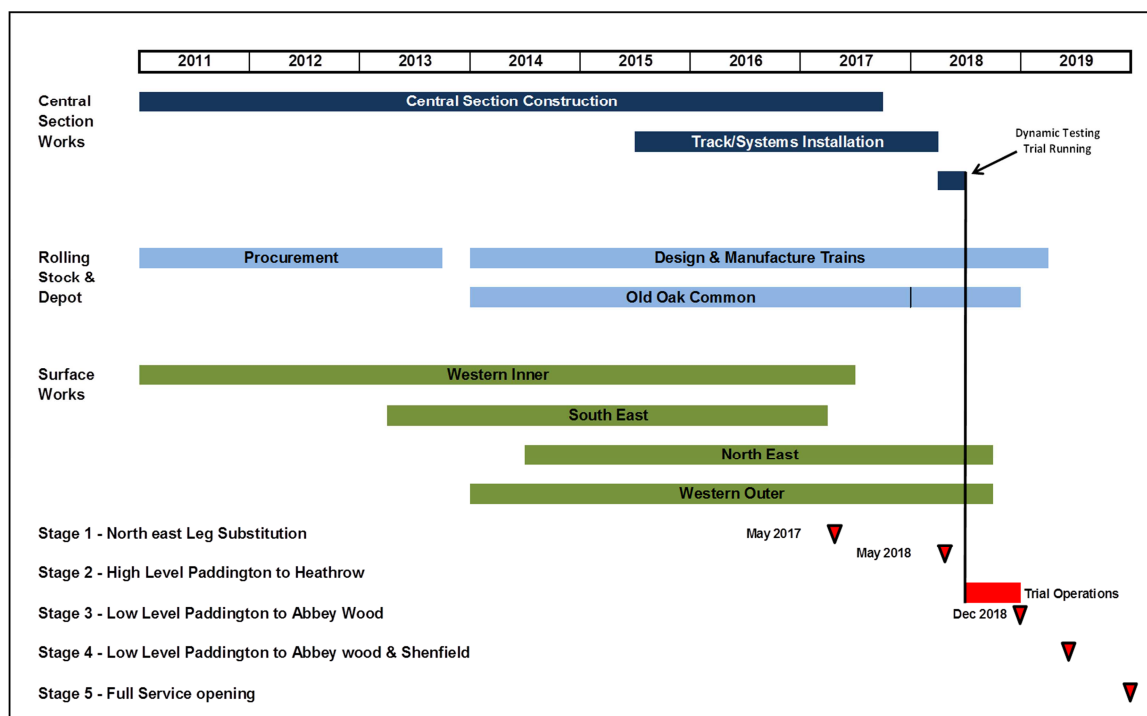 2011 2012 2013 2014 2015 2016 2017 2018 2019
Central
Section
Works
Central Section Construction
Track/Systems Installation
Dynamic Testing
Trial Running
Rolling
Stock &
Depot
Procurement
Design & Manufacture Trains
Old Oak Common
Surface
Works
Western Inner
South East
North East
Western Outer
Stage 1 - North east Leg Substitution
May 2017
May 2018
Stage 2 - High Level Paddington to Heathrow
Trial Operations
Stage 3 - Low Level Paddington to Abbey Wood
Dec 2018
Stage 4 - Low Level Paddington to Abbey wood & Shenfield
Stage 5 - Full Service opening